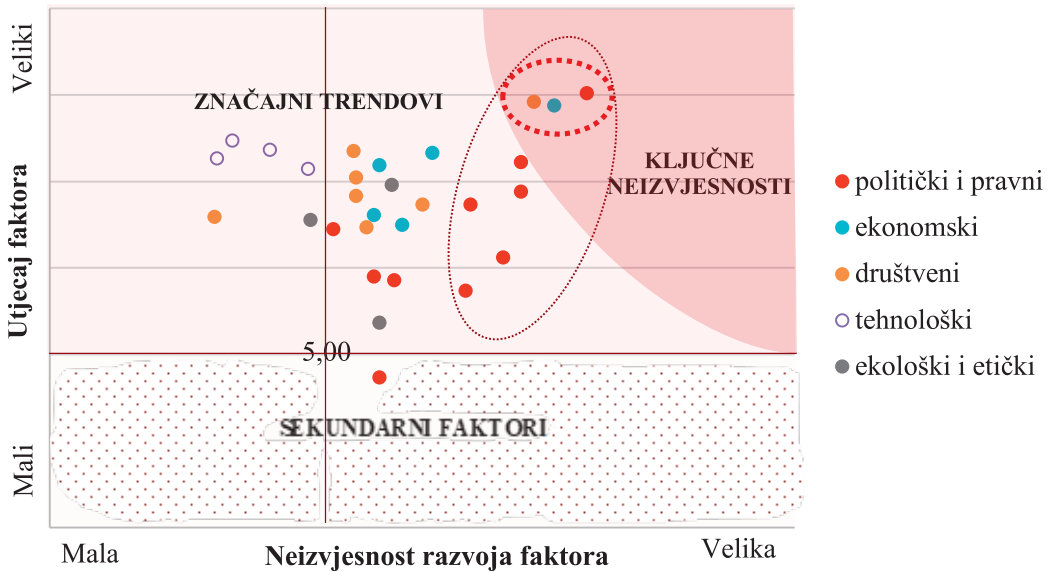 Veliki
Utjecaj faktora
Mali
ZNAČAJNI TRENDOVI
KLJUČNE
NEIZVJESNOSTI
5,00
SEKUNDARNI FAKTORI
Mala
Neizvjesnost razvoja faktora
Velika
politički i pravni
ekonomski
društveni
tehnološki
ekološki i etički